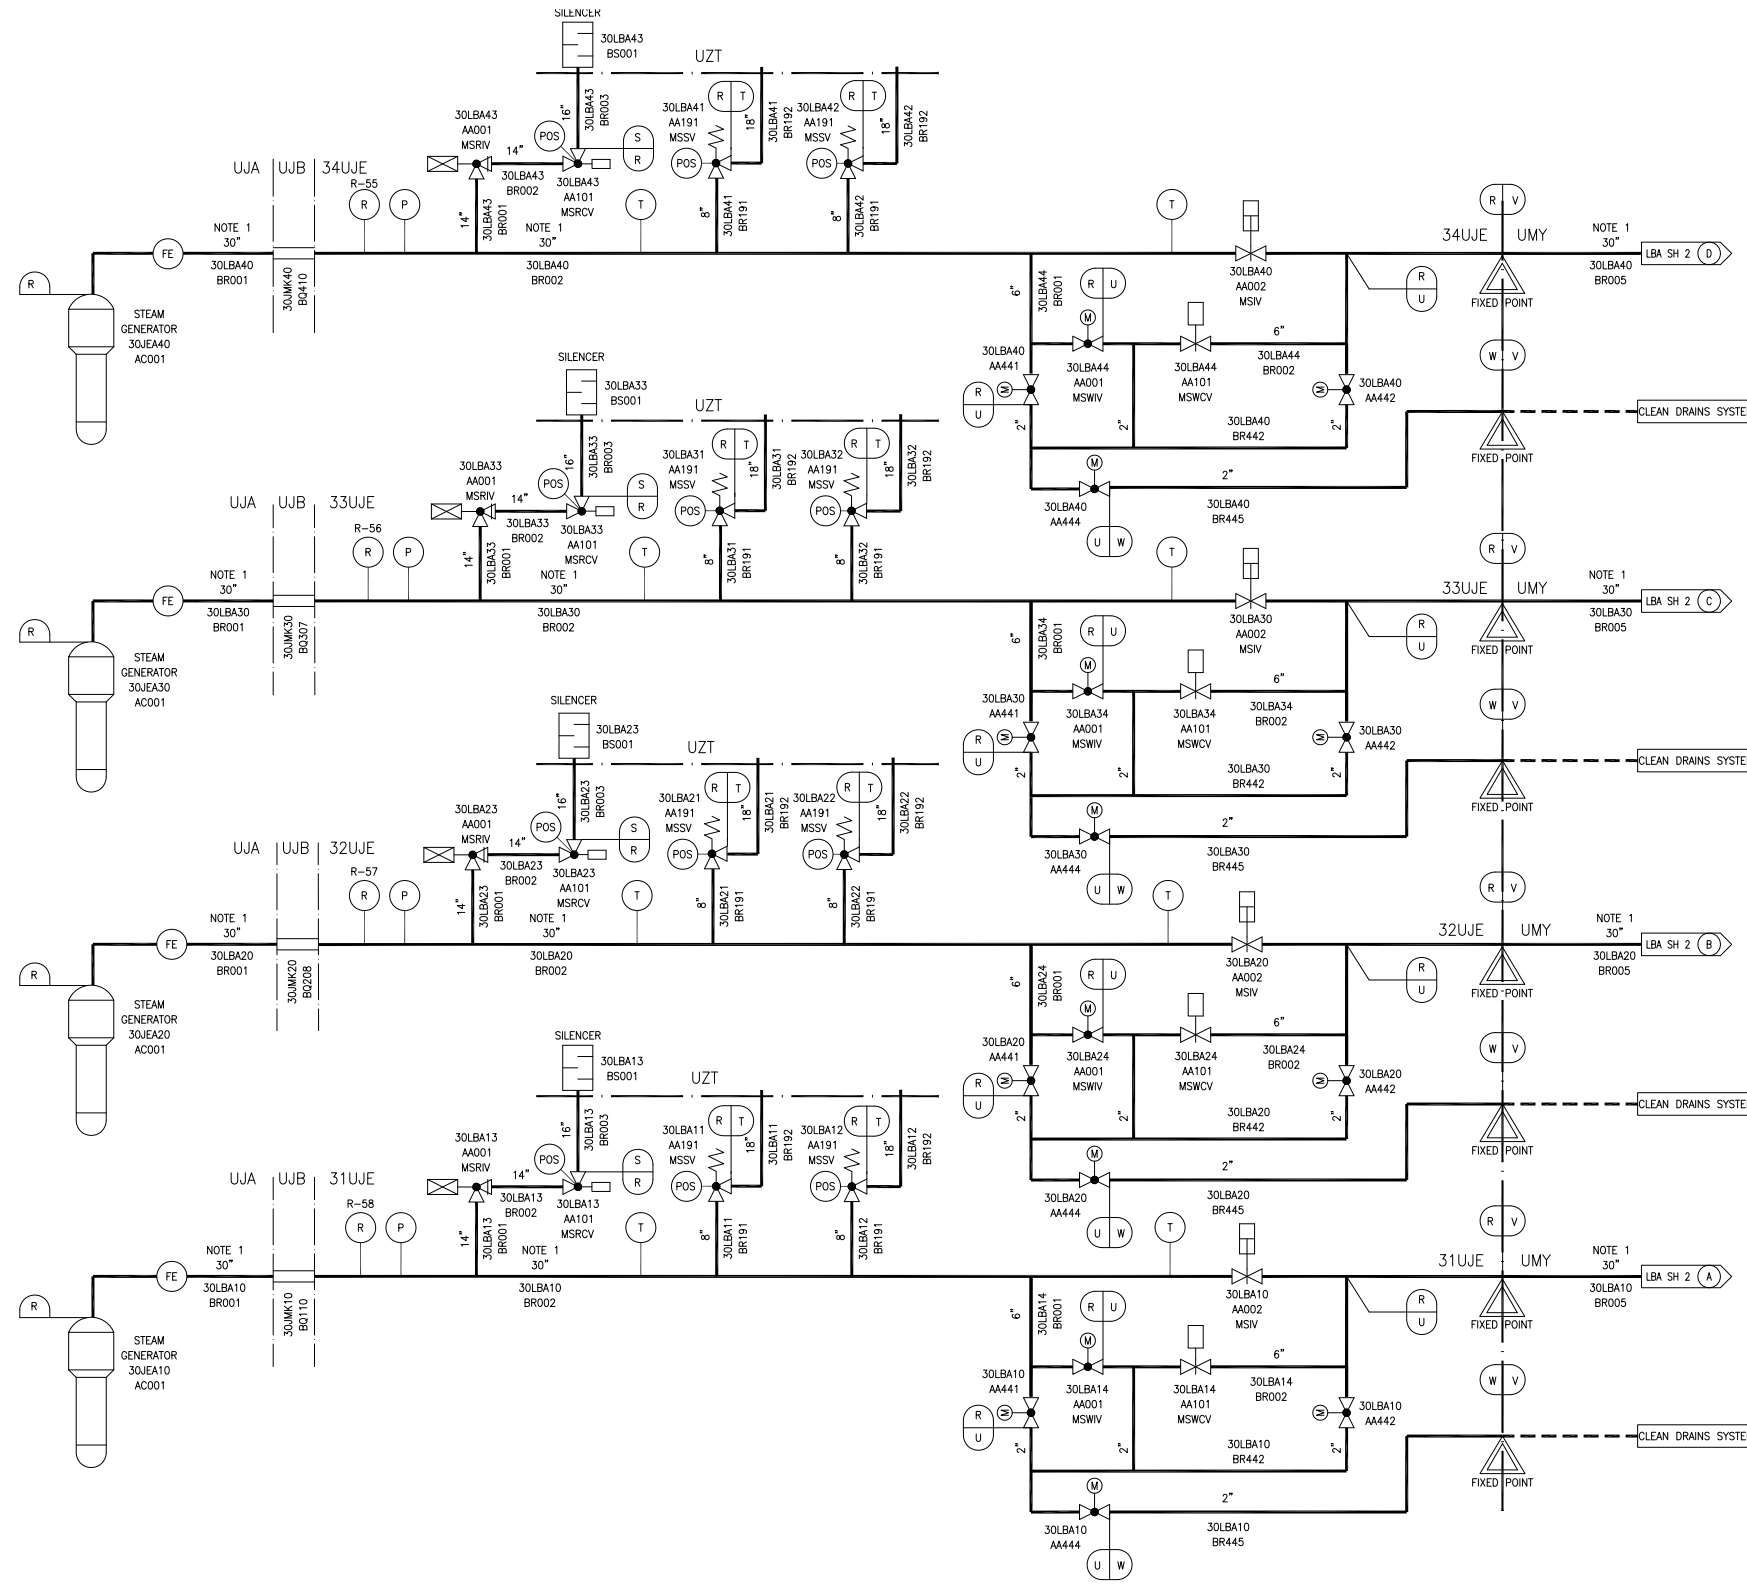 SILENCER
30LBA43
BS001
UZT
16"
30LBA43
BR003
30LBA43
AA001
MSRIV
POS
S
R
14"
30LBA43
BR002
30LBA43
AA101
MSRCV
14"
30LBA43
BR001
30LBA41
AA191
MSSV
POS
R T
18"
30LBA41
BR192
8"
30LBA41
BR191
30LBA42
AA191
MSSV
POS
R T
18"
30LBA42
BR192
8"
30LBA42
BR191
UJA UJB 34UJE
R-55
R
P
T
T
NOTE 1
30"
FE
30LBA40
BR001
30JMK40
BQ410
NOTE 1
30"
30LBA40
BR002
R
STEAM
GENERATOR
30JEA40
AC001
6"
30LBA44
BR001
R U
M
30LBA44
AA001
MSWIV
30LBA44
AA101
MSWCV
30LBA40
AA002
MSIV
6"
30LBA44
BR002
30LBA40
AA441
M
R
U
2"
2"
2"
30LBA40
BR442
M
30LBA40
AA442
R
U
M
30LBA40
AA444
U W
2"
30LBA40
BR445
34UJE UMY
R V
FIXED POINT
W V
FIXED POINT
NOTE 1
30"
30LBA40
BR005
LBA SH 2 D
CLEAN DRAINS SYSTE
SILENCER
30LBA33
BS001
UZT
16"
30LBA33
BR003
30LBA33
AA001
MSRIV
POS
S
R
14"
30LBA33
BR002
30LBA33
AA101
MSRCV
14"
30LBA33
BR001
30LBA31
AA191
MSSV
POS
R T
18"
30LBA31
BR192
8"
30LBA31
BR191
30LBA32
AA191
MSSV
POS
R T
18"
30LBA32
BR192
8"
30LBA32
BR191
UJA UJB 33UJE
R-56
R
P
T
T
NOTE 1
30"
FE
30LBA30
BR001
30JMK30
BQ307
NOTE 1
30"
30LBA30
BR002
R
STEAM
GENERATOR
30JEA30
AC001
6"
30LBA34
BR001
R U
M
30LBA34
AA001
MSWIV
30LBA34
AA101
MSWCV
30LBA30
AA002
MSIV
6"
30LBA34
BR002
30LBA30
AA441
M
R
U
2"
2"
2"
30LBA30
BR442
M
30LBA30
AA442
R
U
M
30LBA30
AA444
U W
2"
30LBA30
BR445
33UJE UMY
R V
FIXED POINT
W V
FIXED POINT
NOTE 1
30"
30LBA30
BR005
LBA SH 2 C
CLEAN DRAINS SYSTE
SILENCER
30LBA23
BS001
UZT
16"
30LBA23
BR003
30LBA23
AA001
MSRIV
POS
S
R
14"
30LBA23
BR002
30LBA23
AA101
MSRCV
14"
30LBA23
BR001
30LBA21
AA191
MSSV
POS
R T
18"
30LBA21
BR192
8"
30LBA21
BR191
30LBA22
AA191
MSSV
POS
R T
18"
30LBA22
BR192
8"
30LBA22
BR191
UJA UJB 32UJE
R-57
R
P
T
T
NOTE 1
30"
FE
30LBA20
BR001
30JMK20
BQ208
NOTE 1
30"
30LBA20
BR002
R
STEAM
GENERATOR
30JEA20
AC001
6"
30LBA24
BR001
R U
M
30LBA24
AA001
MSWIV
30LBA24
AA101
MSWCV
30LBA20
AA002
MSIV
6"
30LBA24
BR002
30LBA20
AA441
M
R
U
2"
2"
2"
30LBA20
BR442
M
30LBA20
AA442
R
U
M
30LBA20
AA444
U W
2"
30LBA20
BR445
32UJE UMY
R V
FIXED POINT
W V
FIXED POINT
NOTE 1
30"
30LBA20
BR005
LBA SH 2 B
CLEAN DRAINS SYSTE
SILENCER
30LBA13
BS001
UZT
16"
30LBA13
BR003
30LBA13
AA001
MSRIV
POS
S
R
14"
30LBA13
BR002
30LBA13
AA101
MSRCV
14"
30LBA13
BR001
30LBA11
AA191
MSSV
POS
R T
18"
30LBA11
BR192
8"
30LBA11
BR191
30LBA12
AA191
MSSV
POS
R T
18"
30LBA12
BR192
8"
30LBA12
BR191
UJA UJB 31UJE
R-58
R
P
T
T
NOTE 1
30"
FE
30LBA10
BR001
30JMK10
BQ110
NOTE 1
30"
30LBA10
BR002
R
STEAM
GENERATOR
30JEA10
AC001
6"
30LBA14
BR001
R U
M
30LBA14
AA001
MSWIV
30LBA14
AA101
MSWCV
30LBA10
AA002
MSIV
6"
30LBA14
BR002
30LBA10
AA441
M
R
U
2"
2"
2"
30LBA10
BR442
M
30LBA10
AA442
R
U
M
30LBA10
AA444
U W
2"
30LBA10
BR445
31UJE UMY
R V
FIXED POINT
W V
FIXED POINT
NOTE 1
30"
30LBA10
BR005
LBA SH 2 A
CLEAN DRAINS SYSTE